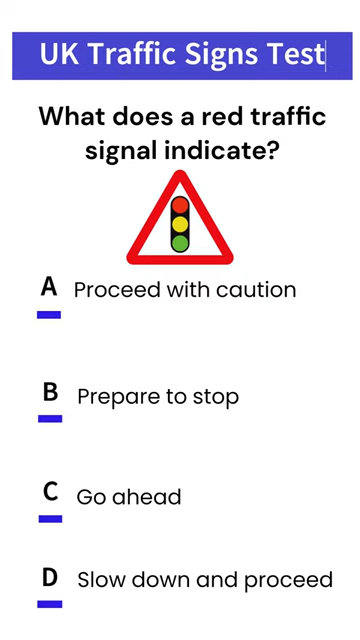 UK Traffic Signs Test
What does a red traffic
signal indicate?
A Proceed with caution
B Prepare to stop
C Go ahead
D Slow down and proceed